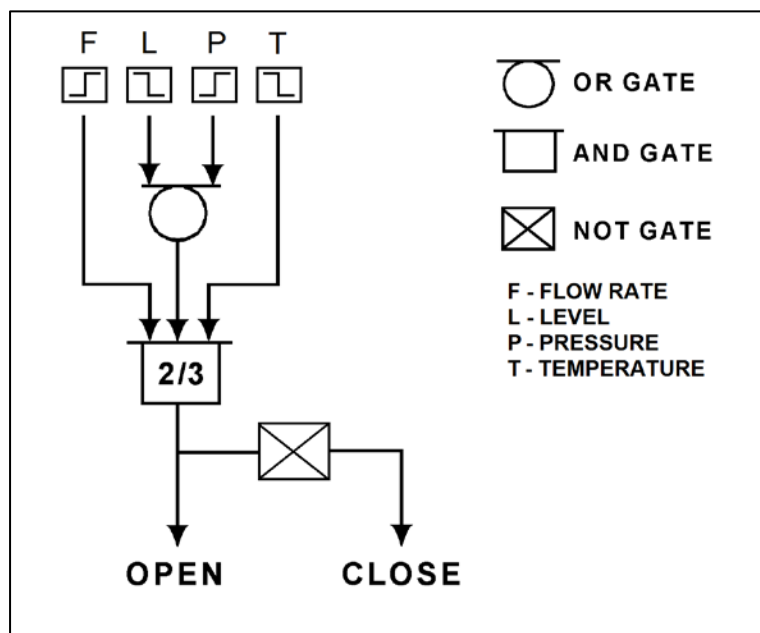 F L P T
OR GATE
AND GATE
NOT GATE
F - FLOW RATE
L - LEVEL
P - PRESSURE
T - TEMPERATURE
2/3
OPEN CLOSE